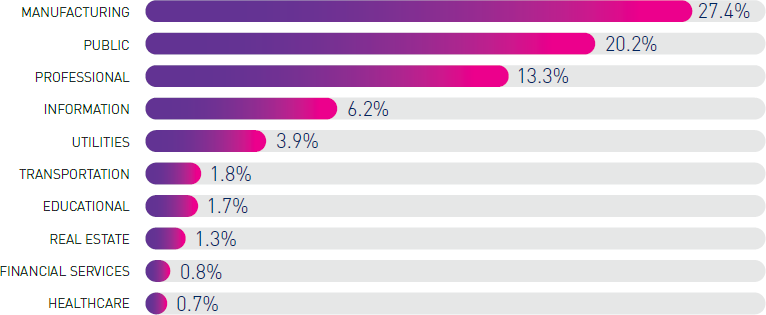 MANUFACTURING 27.4%
PUBLIC 20.2%
PROFESSIONAL 13.3%
INFORMATION 6.2%
UTILITIES 3.9%
TRANSPORTATION 1.8%
EDUCATIONAL 1.7%
REAL ESTATE 1.3%
FINANCIAL SERVICES 0.8%
HEALTHCARE 0.7%